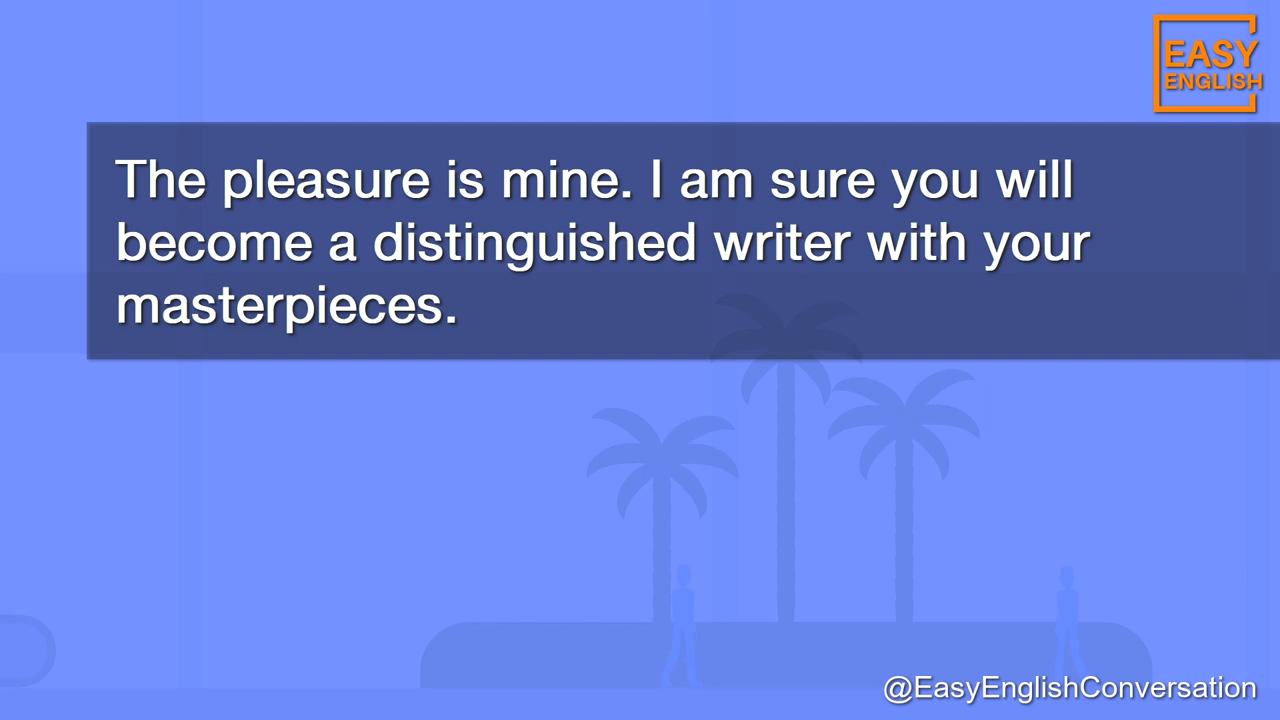 EASY
ENGLISH
The pleasure is mine. I am sure you will
become a distinguished writer with your
masterpieces.
@EasyEnglishConversation